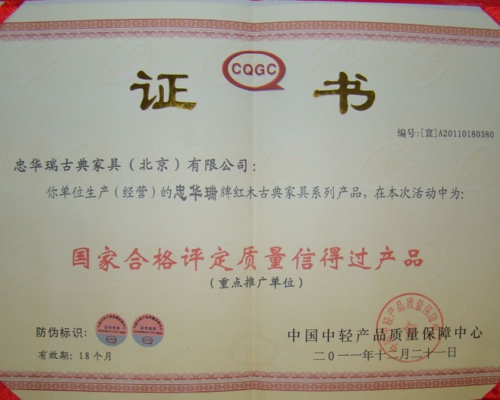 CQGC
证 书
编号:[宣]A20110180380
忠华瑞古典家具(北京)有限公司:
你单位生产(经营)的忠华瑞牌红木古典家具系列产品,在本次活动中为:
国家合格评定质量信得过产品
(重点推广单位)
防伪标识:
有效期:18个月
中国中轻产品质量保障中心
二〇一一年十二月二十一日